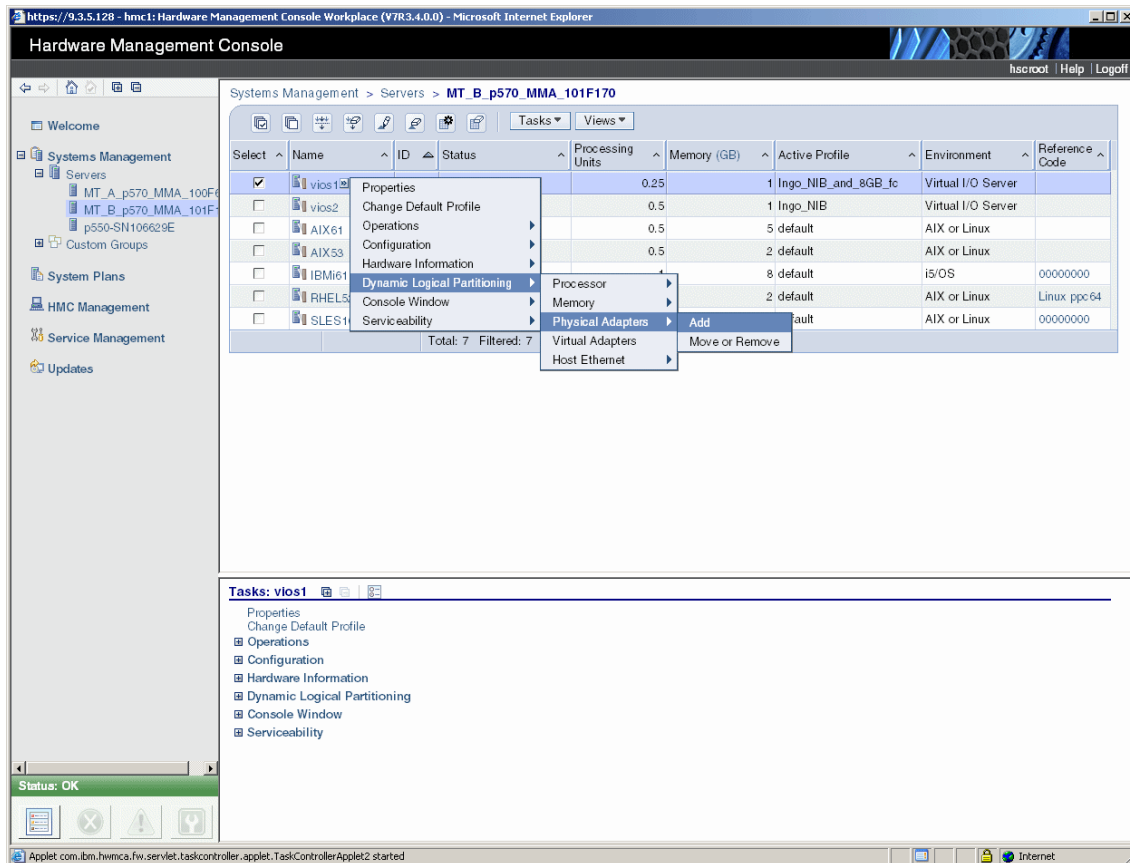 https://9.3.5.128 - hmc1: Hardware Management Console Workplace (V7R3.4.0.0) - Microsoft Internet Explorer
Hardware Management Console
hscroot | Help | Logoff
Systems Management > Servers > MT_B_p570_MMA_101F170
Welcome
Systems Management
Servers
MT_A_p570_MMA_100F6
MT_B_p570_MMA_101F1
p550-SN106629E
Custom Groups
System Plans
HMC Management
Service Management
Updates
Tasks Views
Select Name ID Status Processing Units Memory (GB) Active Profile Environment Reference Code
vios1 0.25 1 Ingo_NIB_and_8GB_fc Virtual I/O Server
vios2 0.5 1 Ingo_NIB Virtual I/O Server
AIX61 0.5 5 default AIX or Linux
AIX53 0.5 2 default AIX or Linux
IBMi61 8 default i5/OS 00000000
RHEL5 2 default AIX or Linux Linux ppc64
SLES1 fault AIX or Linux 00000000
Total: 7 Filtered: 7
Properties
Change Default Profile
Operations
Configuration
Hardware Information
Dynamic Logical Partitioning
Console Window
Serviceability
Processor
Memory
Physical Adapters
Virtual Adapters
Host Ethernet
Add
Move or Remove
Tasks: vios1
Properties
Change Default Profile
Operations
Configuration
Hardware Information
Dynamic Logical Partitioning
Console Window
Serviceability
Status: OK
Applet com.ibm.hwmca.fw.servlet.taskcontroller.applet.TaskControllerApplet2 started
Internet